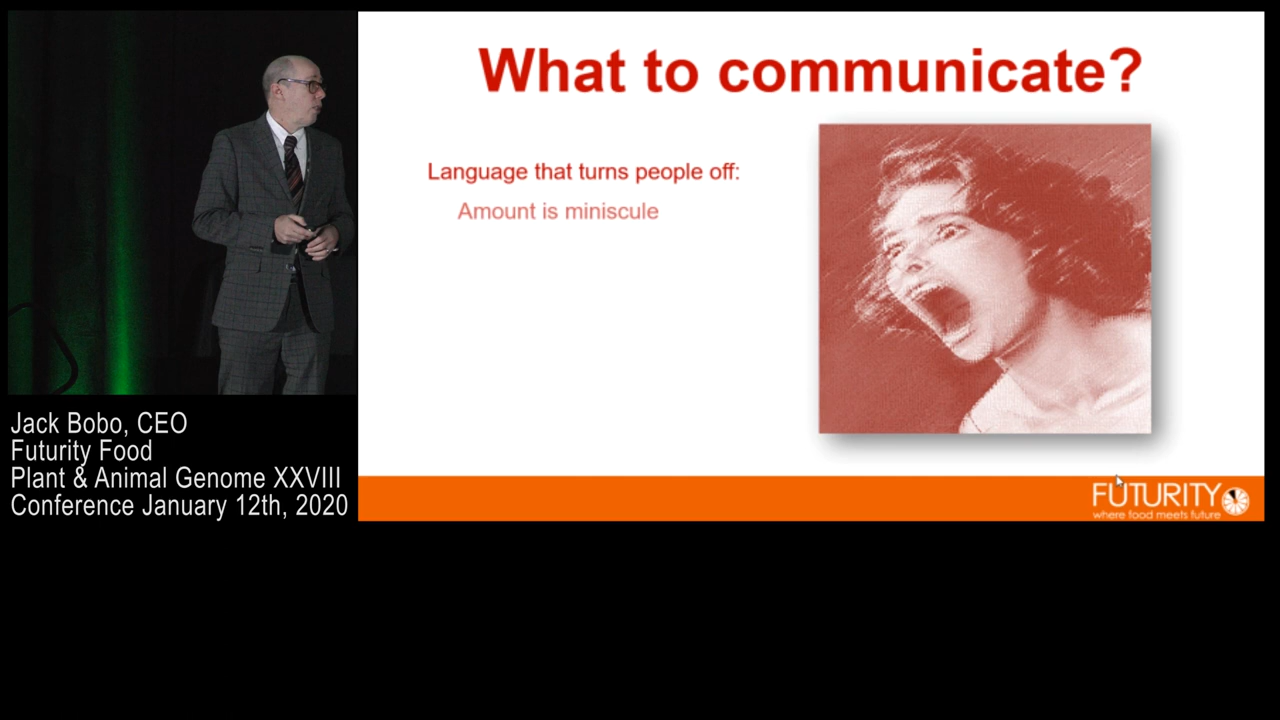 What to communicate?
Language that turns people off:
Amount is miniscule
Jack Bobo, CEO
Futurity Food
Plant & Animal Genome XXVIII
Conference January 12th, 2020
FUTURITY
where food meets future